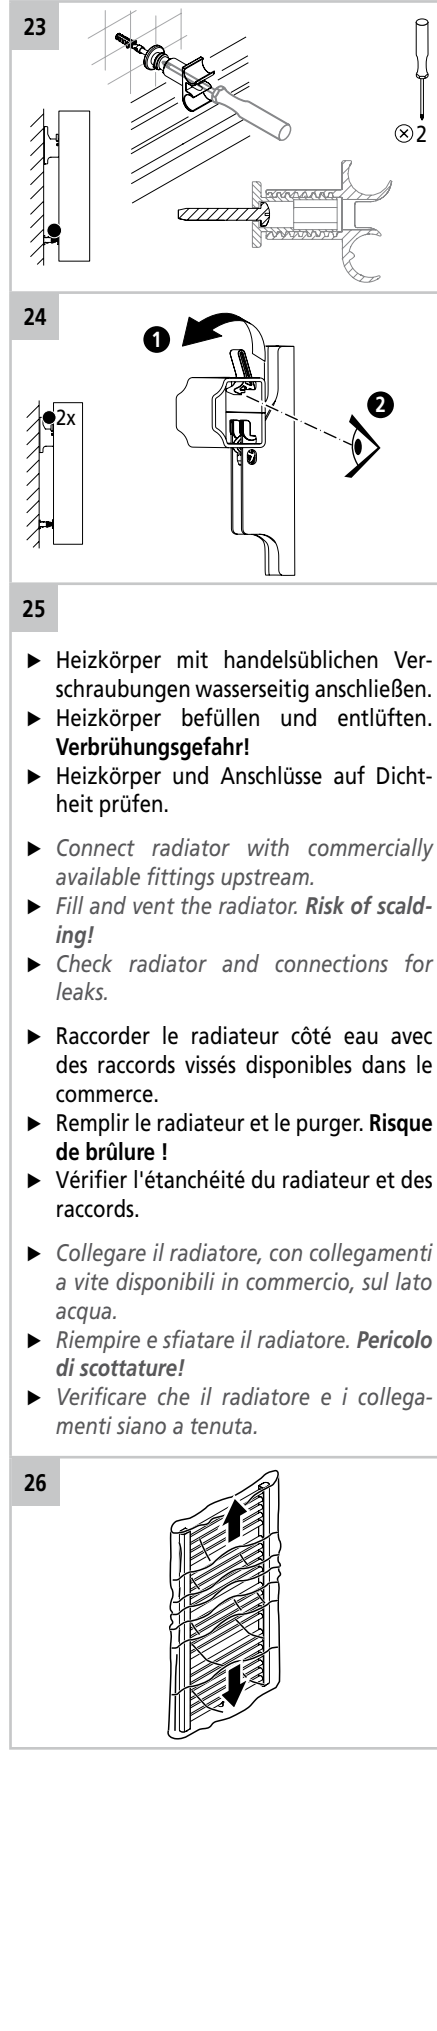 23
⊗2
24
1
2x
2
25
▶ Heizkörper mit handelsüblichen Ver-
schraubungen wasserseitig anschließen.
▶ Heizkörper befüllen und entlüften.
Verbrühungsgefahr!
▶ Heizkörper und Anschlüsse auf Dicht-
heit prüfen.
▶ Connect radiator with commercially
available fittings upstream.
▶ Fill and vent the radiator. Risk of scald-
ing!
▶ Check radiator and connections for
leaks.
▶ Raccorder le radiateur côté eau avec
des raccords vissés disponibles dans le
commerce.
▶ Remplir le radiateur et le purger. Risque
de brûlure !
▶ Vérifier l'étanchéité du radiateur et des
raccords.
▶ Collegare il radiatore, con collegamenti
a vite disponibili in commercio, sul lato
acqua.
▶ Riempire e sfiatare il radiatore. Pericolo
di scottature!
▶ Verificare che il radiatore e i collega-
menti siano a tenuta.
26